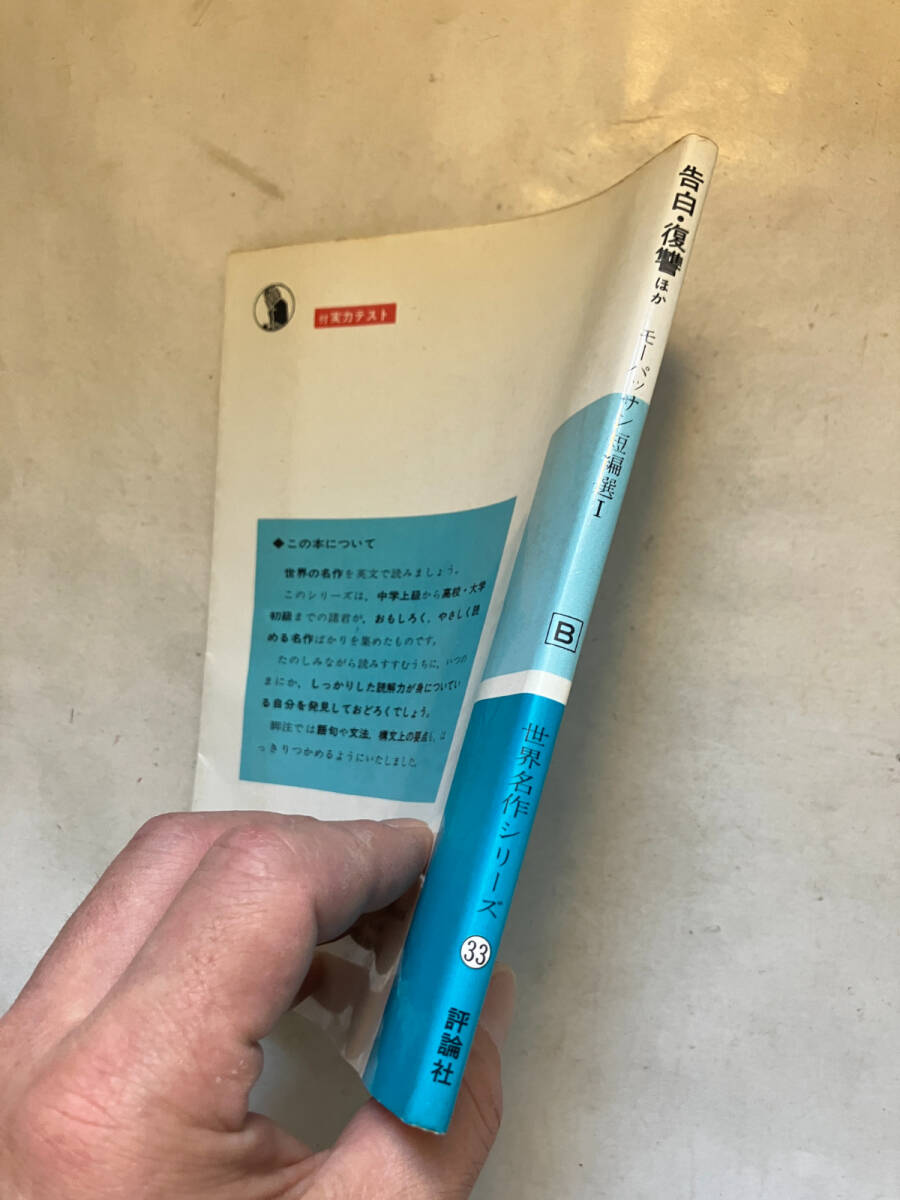 告白・復讐 ほか モーパッサン短編選 I
B
世界名作シリーズ
33
評論社
付実力テスト
◆この本について
世界の名作を英文で読みましょう。
このシリーズは、中学上級から高校・大学
初級までの諸君が、おもしろく、やさしく読
める名作ばかりを集めたものです。
たのしみながら読みすすむうちに、いつの
まにか、しっかりした読解力が身についてい
る自分を発見しておどろくでしょう。
脚注では語句や文法、構文上の要点を、は
っきりつかめるようにいたしました。